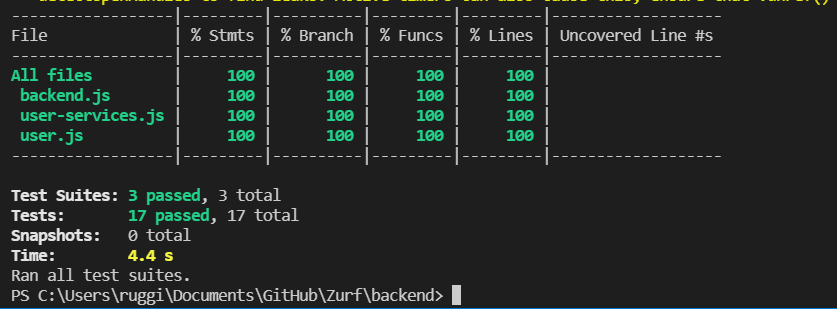 ------------------|---------|----------|---------|---------|-------------------
File              | % Stmts | % Branch | % Funcs | % Lines | Uncovered Line #s
------------------|---------|----------|---------|---------|-------------------
All files         |     100 |      100 |     100 |     100 |
 backend.js       |     100 |      100 |     100 |     100 |
 user-services.js |     100 |      100 |     100 |     100 |
 user.js          |     100 |      100 |     100 |     100 |
------------------|---------|----------|---------|---------|-------------------
Test Suites: 3 passed, 3 total
Tests:       17 passed, 17 total
Snapshots:   0 total
Time:        4.4 s
Ran all test suites.
PS C:\Users\ruggi\Documents\GitHub\Zurf\backend>